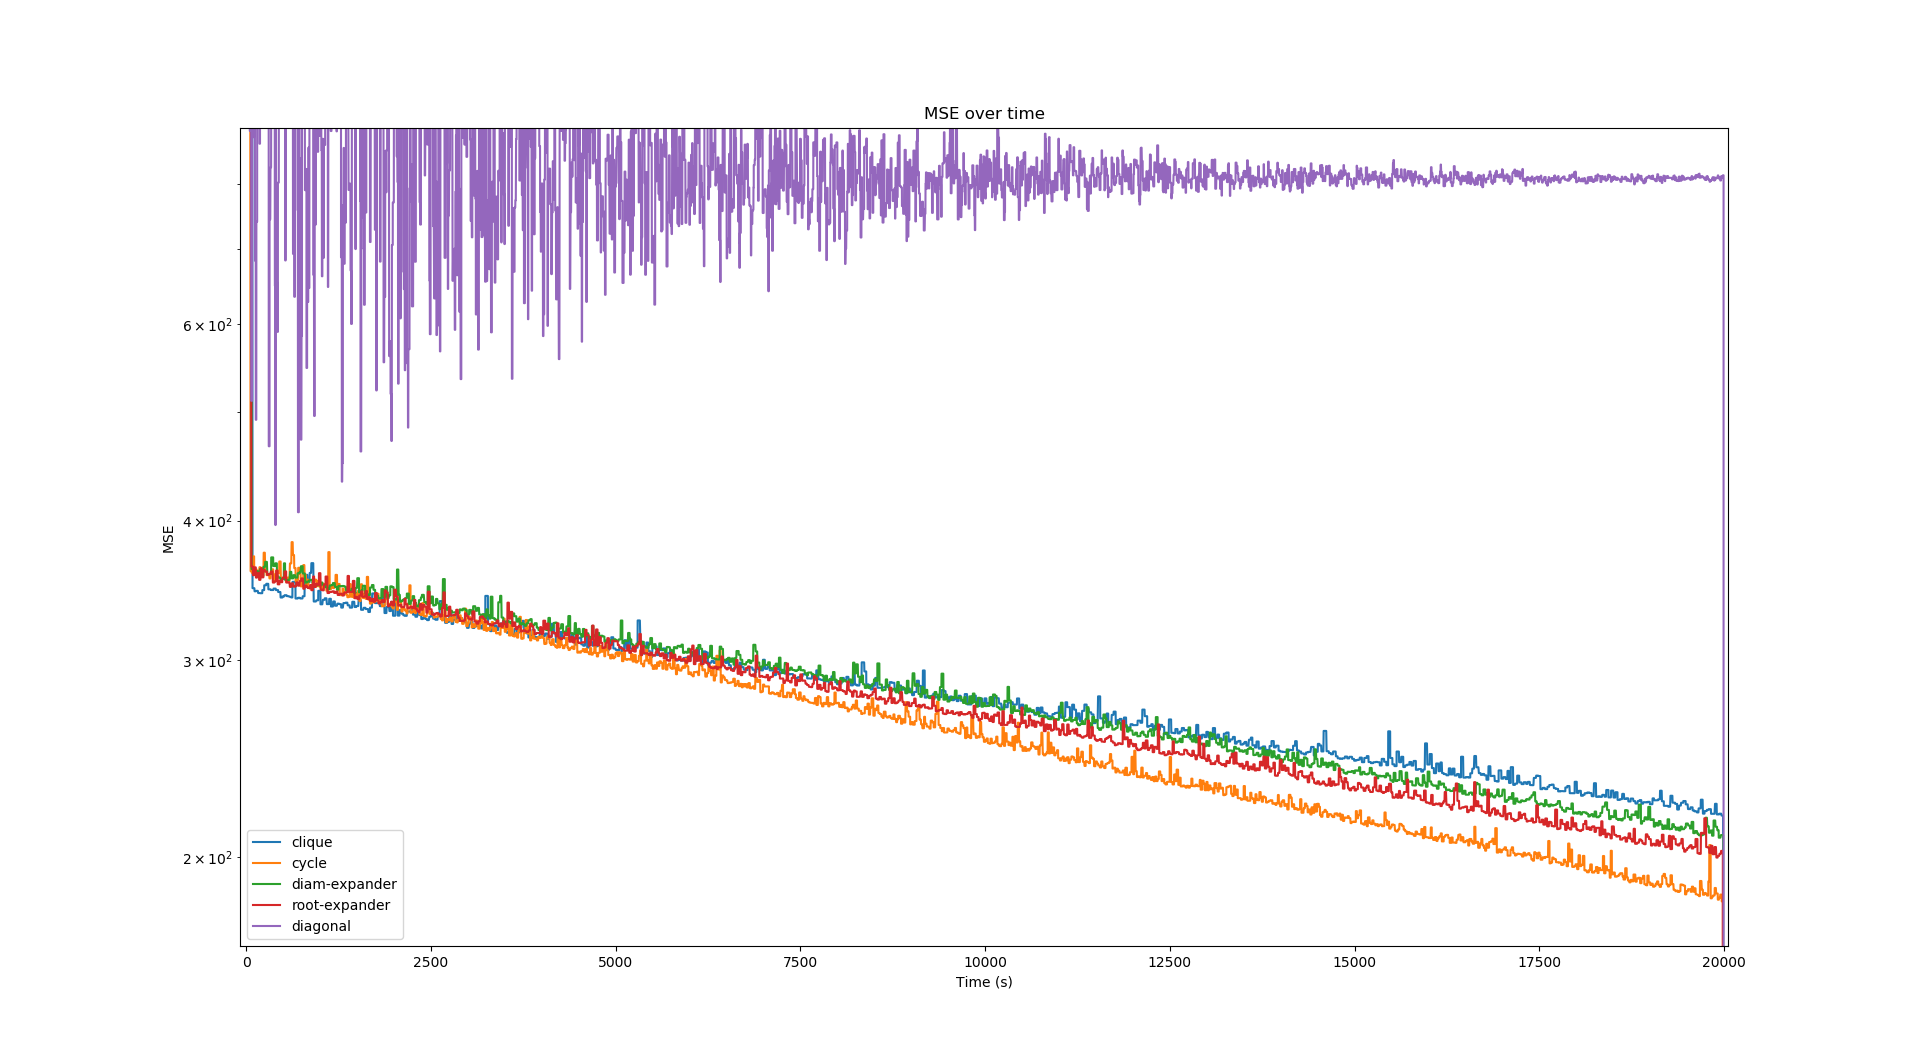 MSE over time
MSE
6 × 10²
4 × 10²
3 × 10²
2 × 10²
clique
cycle
diam-expander
root-expander
diagonal
0 2500 5000 7500 10000 12500 15000 17500 20000
Time (s)